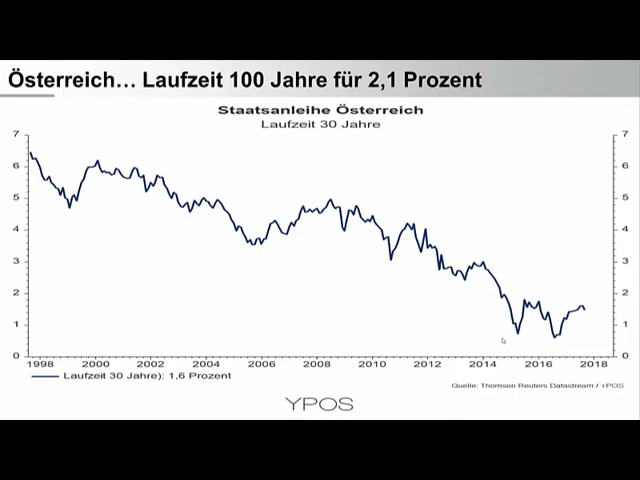 Österreich… Laufzeit 100 Jahre für 2,1 Prozent
Staatsanleihe Österreich
Laufzeit 30 Jahre
7 7
6 6
5 5
4 4
3 3
2 2
1 1
0 0
1998 2000 2002 2004 2006 2008 2010 2012 2014 2016 2018
Laufzeit 30 Jahre): 1,6 Prozent
Quelle: Thomson Reuters Datastream / YPOS
YPOS